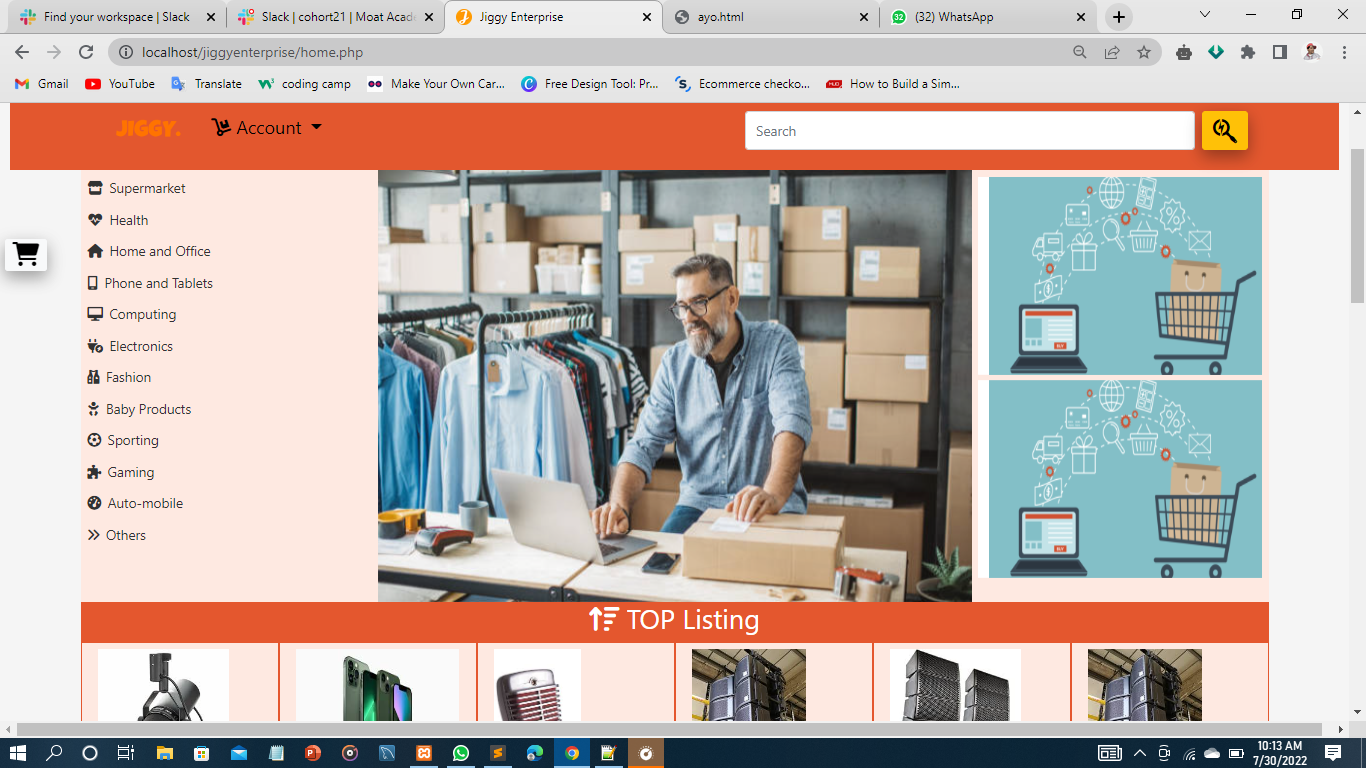 Find your workspace | Slack
Slack | cohort21 | Moat Acad
Jiggy Enterprise
ayo.html
32
(32) WhatsApp
localhost/jiggyenterprise/home.php
Gmail
YouTube
Translate
coding camp
Make Your Own Car...
Free Design Tool: Pr...
Ecommerce checko...
How to Build a Sim...
JIGGY.
Account
Search
Supermarket
Health
Home and Office
Phone and Tablets
Computing
Electronics
Fashion
Baby Products
Sporting
Gaming
Auto-mobile
Others
BUY
BUY
TOP Listing
10:13 AM
7/30/2022